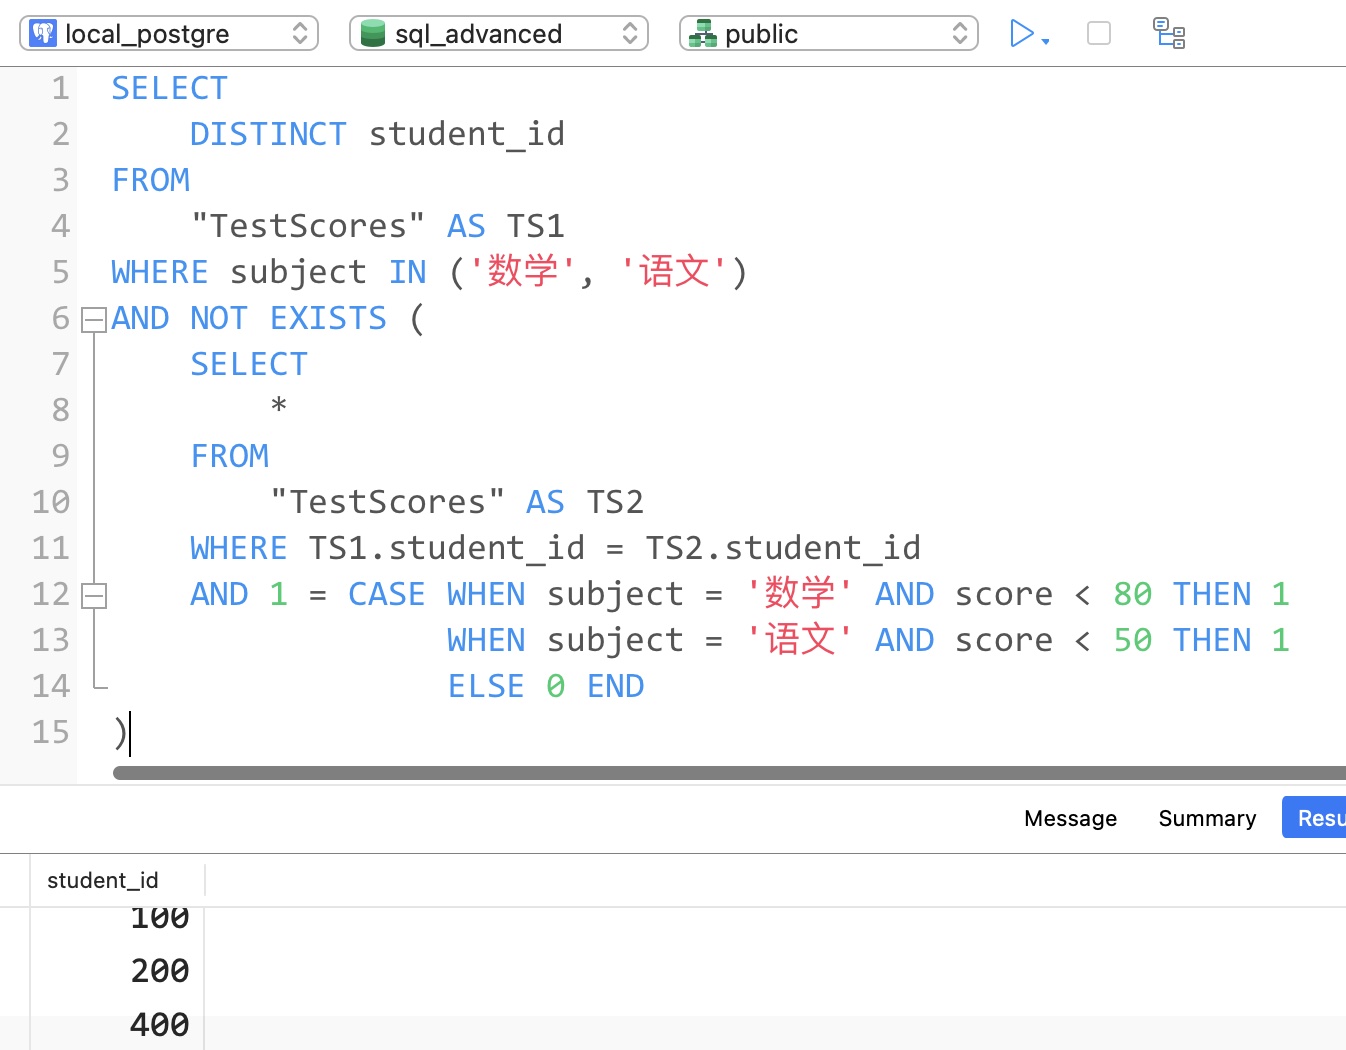 local_postgre sql_advanced public
1 SELECT
2 DISTINCT student_id
3 FROM
4 "TestScores" AS TS1
5 WHERE subject IN ('数学', '语文')
6 AND NOT EXISTS (
7 SELECT
8 *
9 FROM
10 "TestScores" AS TS2
11 WHERE TS1.student_id = TS2.student_id
12 AND 1 = CASE WHEN subject = '数学' AND score < 80 THEN 1
13 WHEN subject = '语文' AND score < 50 THEN 1
14 ELSE 0 END
15 )
Message Summary Resu
student_id
100
200
400